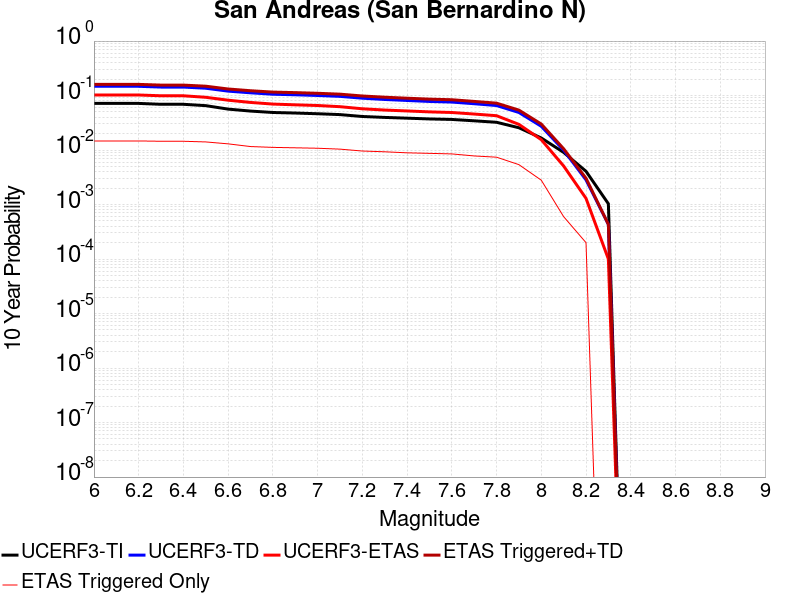 San Andreas (San Bernardino N)
10^0
10^-1
10^-2
10^-3
10^-4
10^-5
10^-6
10^-7
10^-8
10 Year Probability
6 6.2 6.4 6.6 6.8 7 7.2 7.4 7.6 7.8 8 8.2 8.4 8.6 8.8 9
Magnitude
UCERF3-TI UCERF3-TD UCERF3-ETAS ETAS Triggered+TD
ETAS Triggered Only